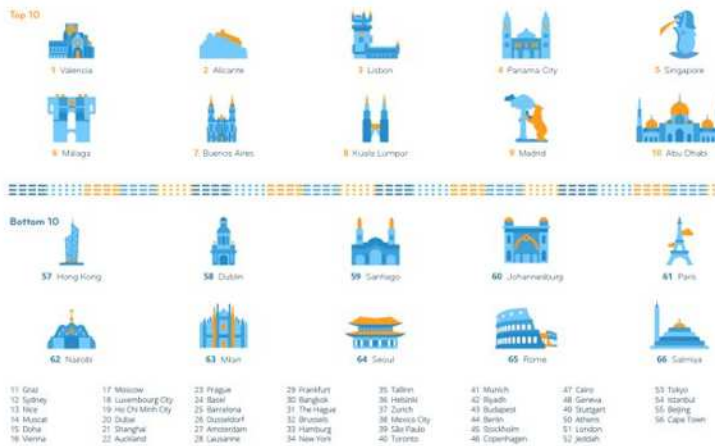 Top 10
1 Valencia
2 Alicante
3 Lisbon
4 Panama City
5 Singapore
6 Málaga
7 Buenos Aires
8 Kuala Lumpur
9 Madrid
10 Abu Dhabi
Bottom 10
57 Hong Kong
58 Dublin
59 Santiago
60 Johannesburg
61 Paris
62 Nairobi
63 Milan
64 Seoul
65 Rome
66 Salmiya
11 Graz
12 Sydney
13 Nice
14 Muscat
15 Doha
16 Vienna
17 Moscow
18 Luxembourg City
19 Ho Chi Minh City
20 Dubai
21 Shanghai
22 Auckland
23 Prague
24 Basel
25 Barcelona
26 Dusseldorf
27 Amsterdam
28 Lausanne
29 Frankfurt
30 Bangkok
31 The Hague
32 Brussels
33 Hamburg
34 New York
35 Tallinn
36 Helsinki
37 Zurich
38 Mexico City
39 São Paulo
40 Toronto
41 Munich
42 Riyadh
43 Budapest
44 Berlin
45 Stockholm
46 Copenhagen
47 Cairo
48 Geneva
49 Stuttgart
50 Athens
51 London
52 Jeddah
53 Tokyo
54 Istanbul
55 Beijing
56 Cape Town